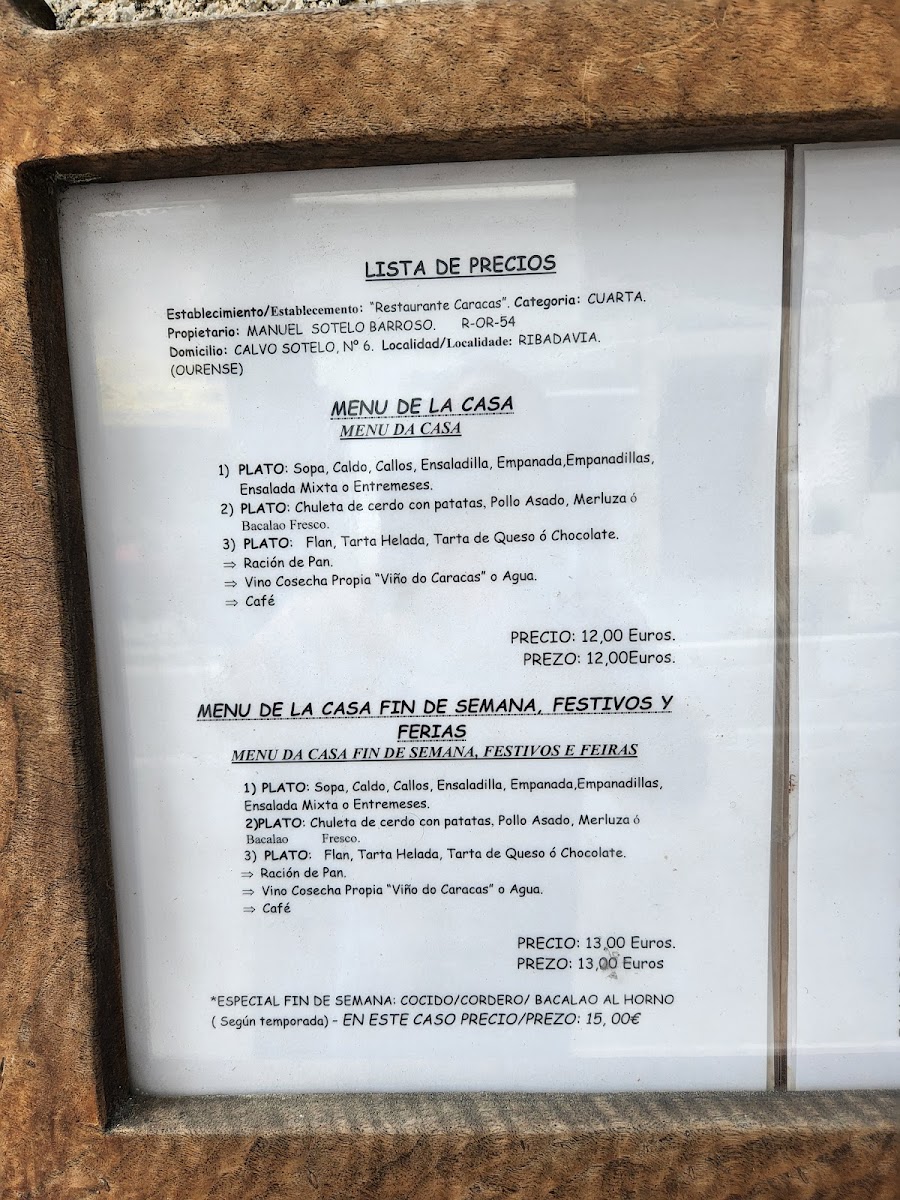 LISTA DE PRECIOS
Establecimiento/Establecemento: "Restaurante Caracas". Categoria: CUARTA.
Propietario: MANUEL SOTELO BARROSO. R-OR-54
Domicilio: CALVO SOTELO, Nº 6. Localidad/Localidade: RIBADAVIA.
(OURENSE)
MENU DE LA CASA
MENU DA CASA
1) PLATO: Sopa, Caldo, Callos, Ensaladilla, Empanada,Empanadillas,
Ensalada Mixta o Entremeses.
2) PLATO: Chuleta de cerdo con patatas, Pollo Asado, Merluza ó
Bacalao Fresco.
3) PLATO: Flan, Tarta Helada, Tarta de Queso ó Chocolate.
⇒ Ración de Pan.
⇒ Vino Cosecha Propia "Viño do Caracas" o Agua.
⇒ Café
PRECIO: 12,00 Euros.
PREZO: 12,00Euros.
MENU DE LA CASA FIN DE SEMANA, FESTIVOS Y
FERIAS
MENU DA CASA FIN DE SEMANA, FESTIVOS E FEIRAS
1) PLATO: Sopa, Caldo, Callos, Ensaladilla, Empanada,Empanadillas,
Ensalada Mixta o Entremeses.
2)PLATO: Chuleta de cerdo con patatas, Pollo Asado, Merluza ó
Bacalao Fresco.
3) PLATO: Flan, Tarta Helada, Tarta de Queso ó Chocolate.
⇒ Ración de Pan.
⇒ Vino Cosecha Propia "Viño do Caracas" o Agua.
⇒ Café
PRECIO: 13,00 Euros.
PREZO: 13,00 Euros
*ESPECIAL FIN DE SEMANA: COCIDO/CORDERO/ BACALAO AL HORNO
( Según temporada) - EN ESTE CASO PRECIO/PREZO: 15, 00€